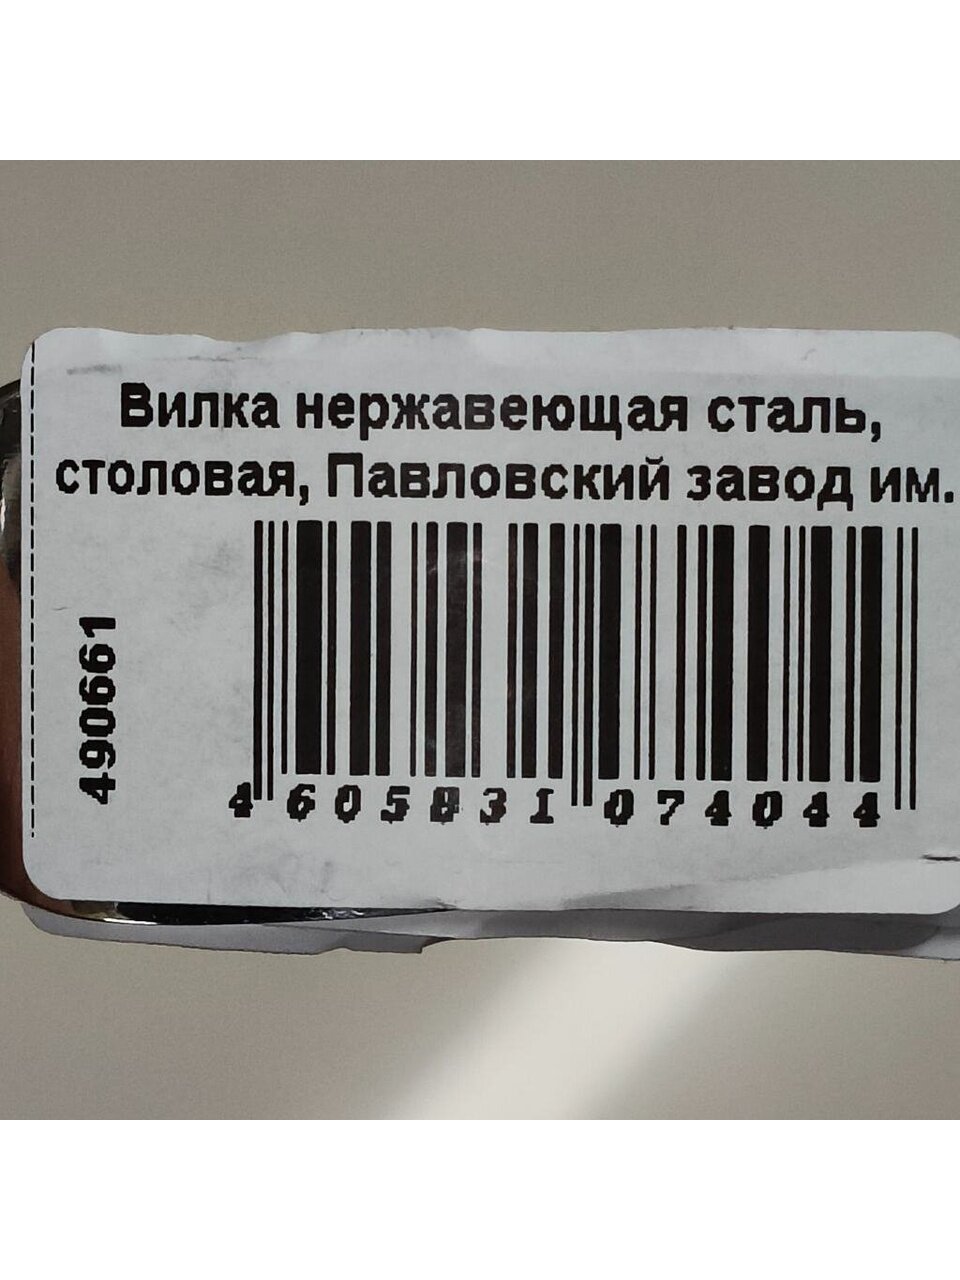 Вилка нержавеющая сталь,
столовая, Павловский завод им.
490661
4 605831 074044